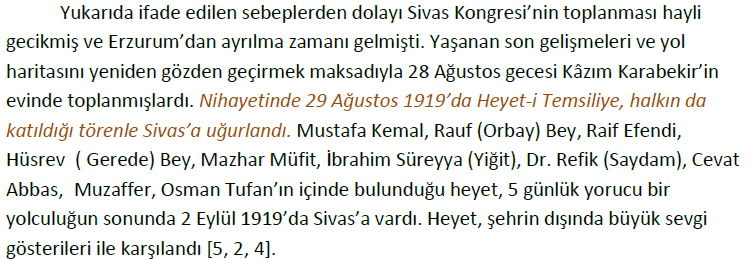 Yukarıda ifade edilen sebeplerden dolayı Sivas Kongresi’nin toplanması hayli
gecikmiş ve Erzurum’dan ayrılma zamanı gelmişti. Yaşanan son gelişmeleri ve yol
haritasını yeniden gözden geçirmek maksadıyla 28 Ağustos gecesi Kâzım Karabekir’in
evinde toplanmışlardı. Nihayetinde 29 Ağustos 1919’da Heyet-i Temsiliye, halkın da
katıldığı törenle Sivas’a uğurlandı. Mustafa Kemal, Rauf (Orbay) Bey, Raif Efendi,
Hüsrev ( Gerede) Bey, Mazhar Müfit, İbrahim Süreyya (Yiğit), Dr. Refik (Saydam), Cevat
Abbas, Muzaffer, Osman Tufan’ın içinde bulunduğu heyet, 5 günlük yorucu bir
yolculuğun sonunda 2 Eylül 1919’da Sivas’a vardı. Heyet, şehrin dışında büyük sevgi
gösterileri ile karşılandı [5, 2, 4].